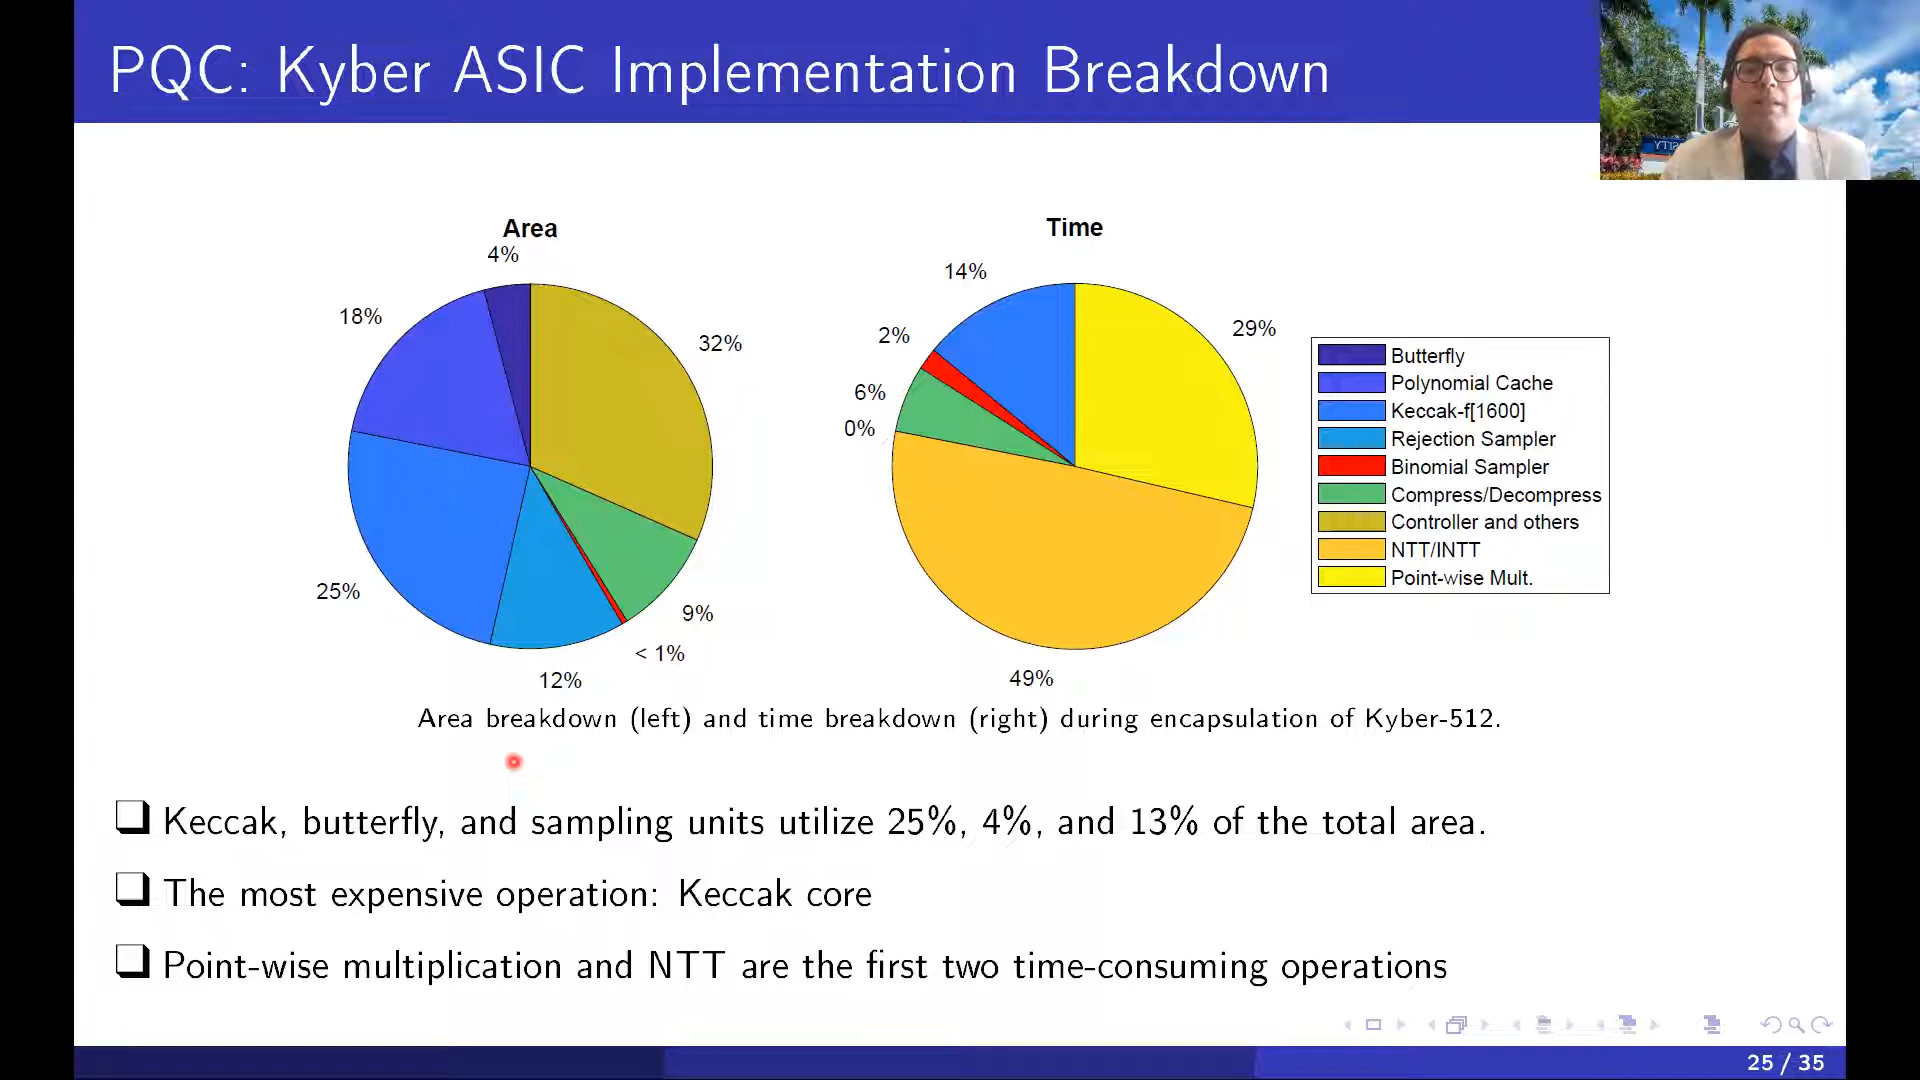 PQC: Kyber ASIC Implementation Breakdown
Area
4%
18%
32%
25%
9%
< 1%
12%
Time
14%
29%
2%
6%
0%
49%
Butterfly
Polynomial Cache
Keccak-f[1600]
Rejection Sampler
Binomial Sampler
Compress/Decompress
Controller and others
NTT/INTT
Point-wise Mult.
Area breakdown (left) and time breakdown (right) during encapsulation of Kyber-512.
Keccak, butterfly, and sampling units utilize 25%, 4%, and 13% of the total area.
The most expensive operation: Keccak core
Point-wise multiplication and NTT are the first two time-consuming operations
25 / 35